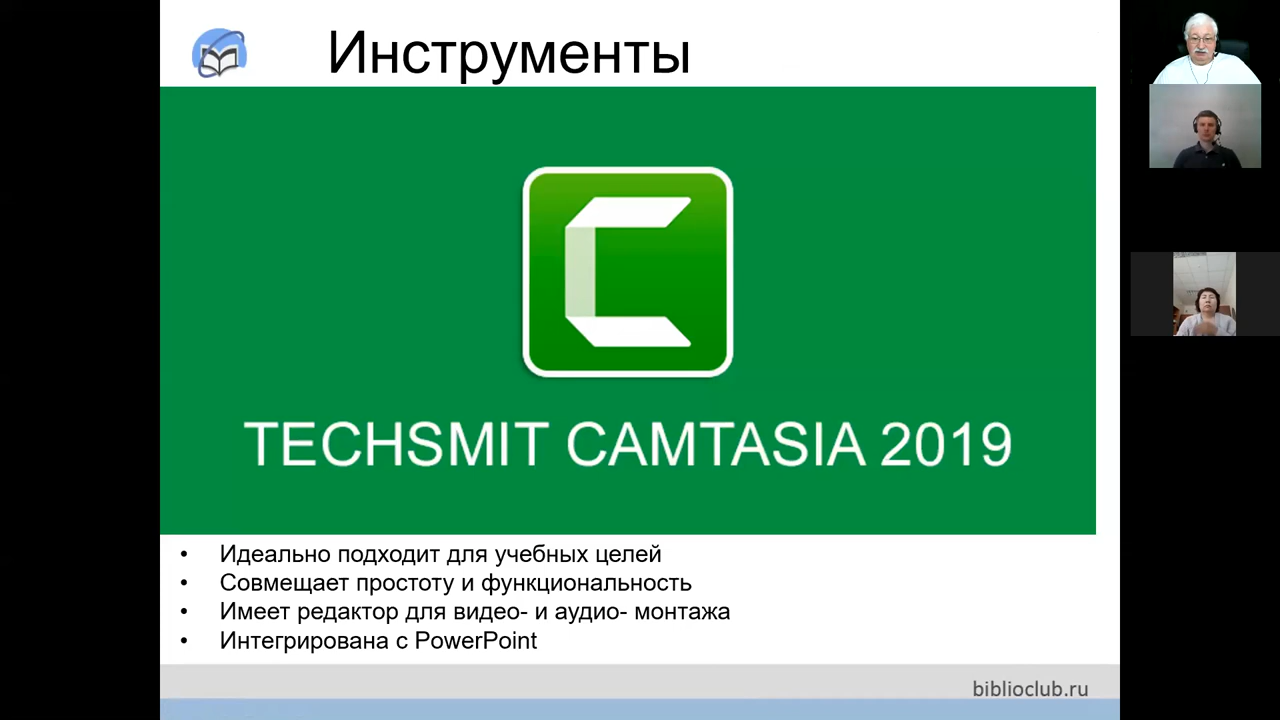 Инструменты
TECHSMIT CAMTASIA 2019
• Идеально подходит для учебных целей
• Совмещает простоту и функциональность
• Имеет редактор для видео- и аудио- монтажа
• Интегрирована с PowerPoint
biblioclub.ru